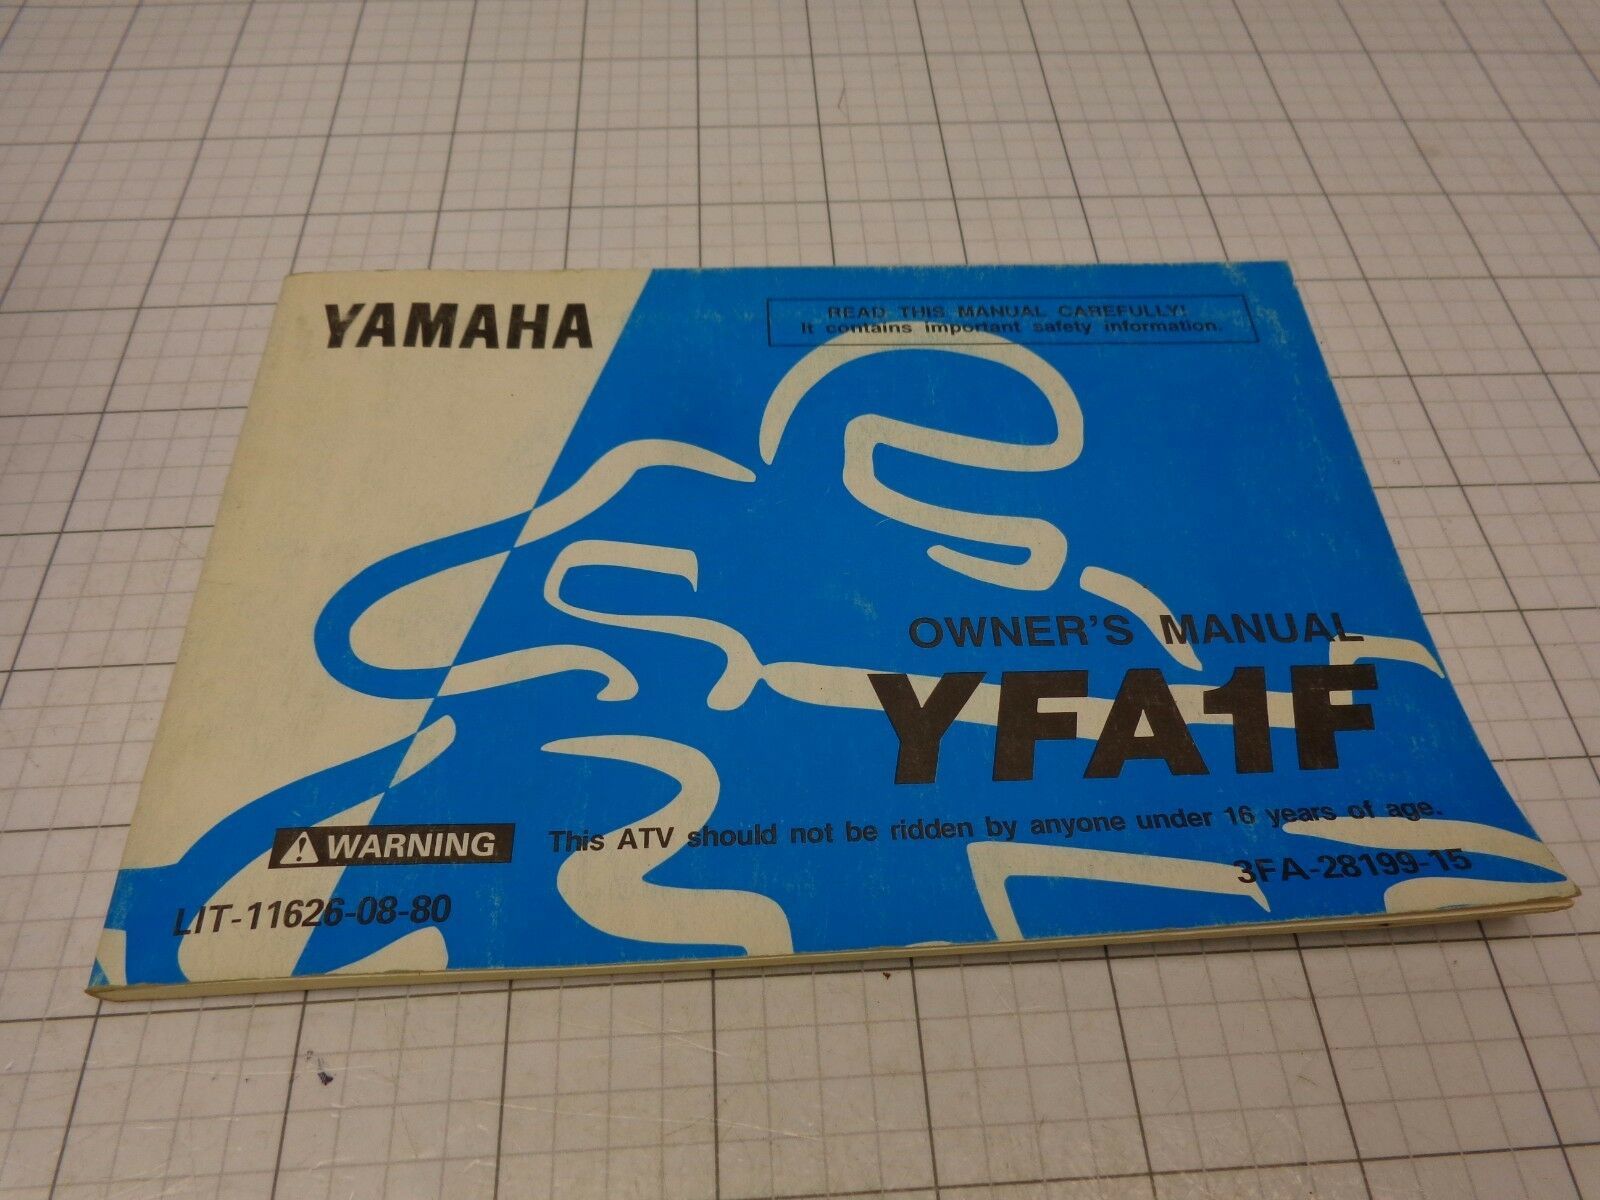 YAMAHA
READ THIS MANUAL CAREFULLY!
It contains important safety information.
OWNER'S MANUAL
YFA1F
WARNING This ATV should not be ridden by anyone under 16 years of age.
LIT-11626-08-80
3FA-28199-15